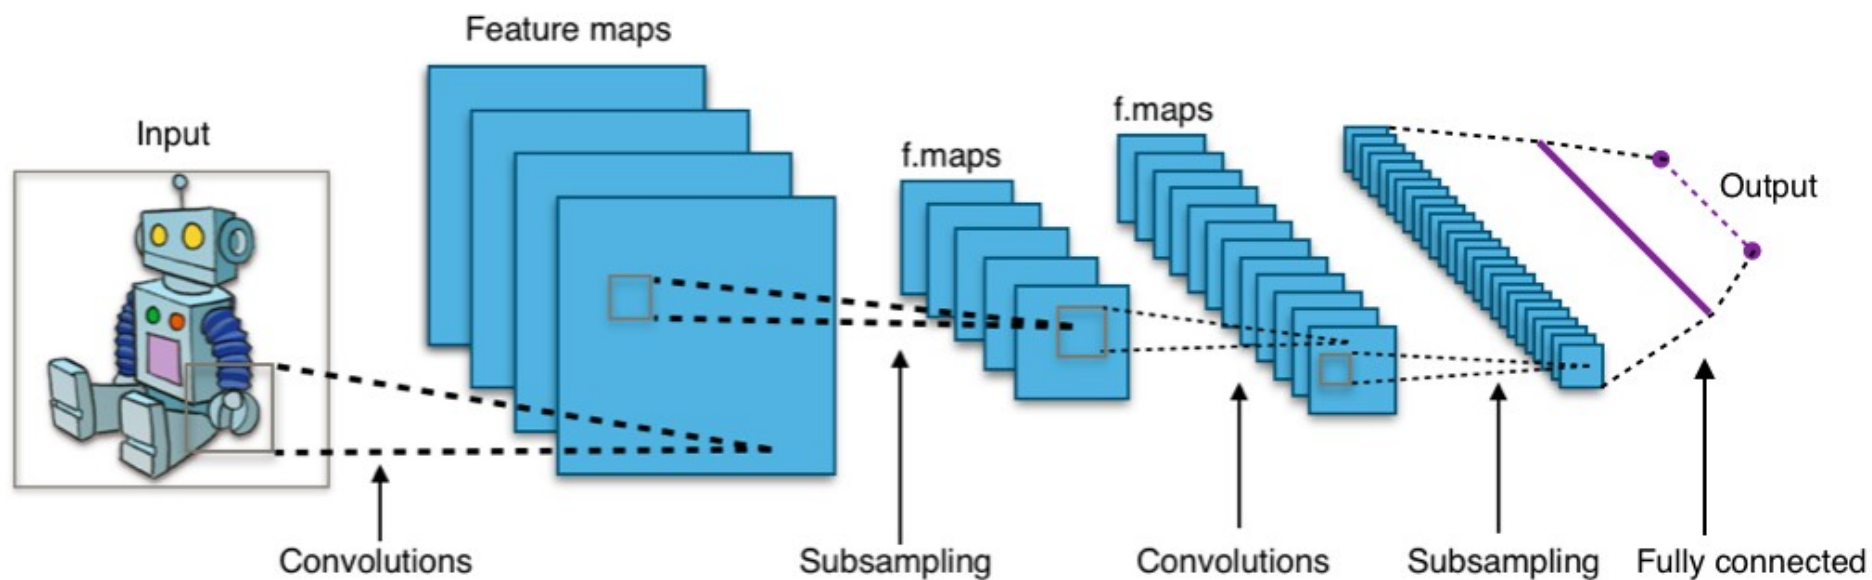 Feature maps
f.maps
Input
f.maps
Output
Convolutions
Subsampling
Convolutions
Subsampling
Fully connected